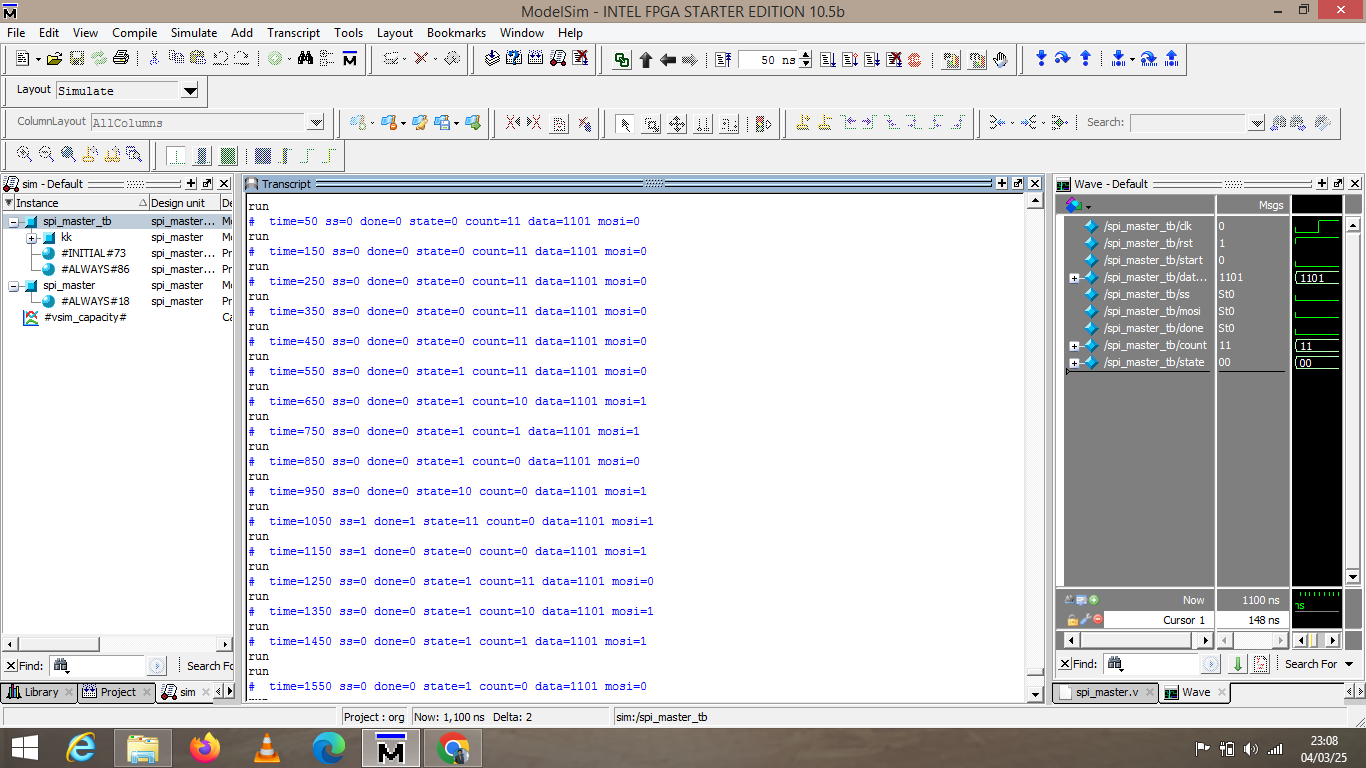 ModelSim - INTEL FPGA STARTER EDITION 10.5b
File Edit View Compile Simulate Add Transcript Tools Layout Bookmarks Window Help
50 ns
Layout Simulate
ColumnLayout AllColumns
Search:
sim - Default
Instance Design unit De
spi_master_tb spi_master... Mo
kk spi_master Mo
#INITIAL#73 spi_master... Pr
#ALWAYS#86 spi_master... Pr
spi_master spi_master Mo
#ALWAYS#18 spi_master Pr
#vsim_capacity# Ca
Find: Search Fo
Library Project sim
Transcript
run
# time=50 ss=0 done=0 state=0 count=11 data=1101 mosi=0
run
# time=150 ss=0 done=0 state=0 count=11 data=1101 mosi=0
run
# time=250 ss=0 done=0 state=0 count=11 data=1101 mosi=0
run
# time=350 ss=0 done=0 state=0 count=11 data=1101 mosi=0
run
# time=450 ss=0 done=0 state=0 count=11 data=1101 mosi=0
run
# time=550 ss=0 done=0 state=1 count=11 data=1101 mosi=0
run
# time=650 ss=0 done=0 state=1 count=10 data=1101 mosi=1
run
# time=750 ss=0 done=0 state=1 count=1 data=1101 mosi=1
run
# time=850 ss=0 done=0 state=1 count=0 data=1101 mosi=0
run
# time=950 ss=0 done=0 state=10 count=0 data=1101 mosi=1
run
# time=1050 ss=1 done=1 state=11 count=0 data=1101 mosi=1
run
# time=1150 ss=1 done=0 state=0 count=0 data=1101 mosi=1
run
# time=1250 ss=0 done=0 state=1 count=11 data=1101 mosi=0
run
# time=1350 ss=0 done=0 state=1 count=10 data=1101 mosi=1
run
# time=1450 ss=0 done=0 state=1 count=1 data=1101 mosi=1
run
run
# time=1550 ss=0 done=0 state=1 count=0 data=1101 mosi=0
Wave - Default
Msgs
/spi_master_tb/clk 0
/spi_master_tb/rst 1
/spi_master_tb/start 0
/spi_master_tb/dat... 1101 1101
/spi_master_tb/ss St0
/spi_master_tb/mosi St0
/spi_master_tb/done St0
/spi_master_tb/count 11 11
/spi_master_tb/state 00 00
Now 1100 ns ns
Cursor 1 148 ns
Find: Search For
spi_master.v Wave
Project : org Now: 1,100 ns Delta: 2 sim:/spi_master_tb
23:08
04/03/25